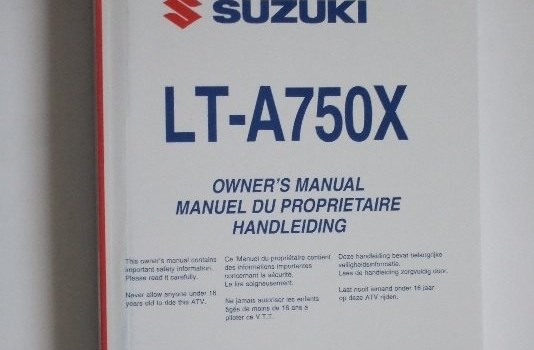 SUZUKI
LT-A750X
OWNER'S MANUAL
MANUEL DU PROPRIETAIRE
HANDLEIDING
This owner's manual contains
important safety information.
Please read it carefully.
Never allow anyone under 16
years old to ride this ATV.
Ce Manuel du propriétaire contient
des informations importantes
concernant la sécurité.
Le lire soigneusement.
Ne jamais autoriser les enfants
âgés de moins de 16 ans à
piloter ce V.T.T.
Deze handleiding bevat belangrijke
veiligheidsinformatie.
Lees de handleiding zorgvuldig door.
Laat nooit iemand onder 16 jaar
op deze ATV rijden.